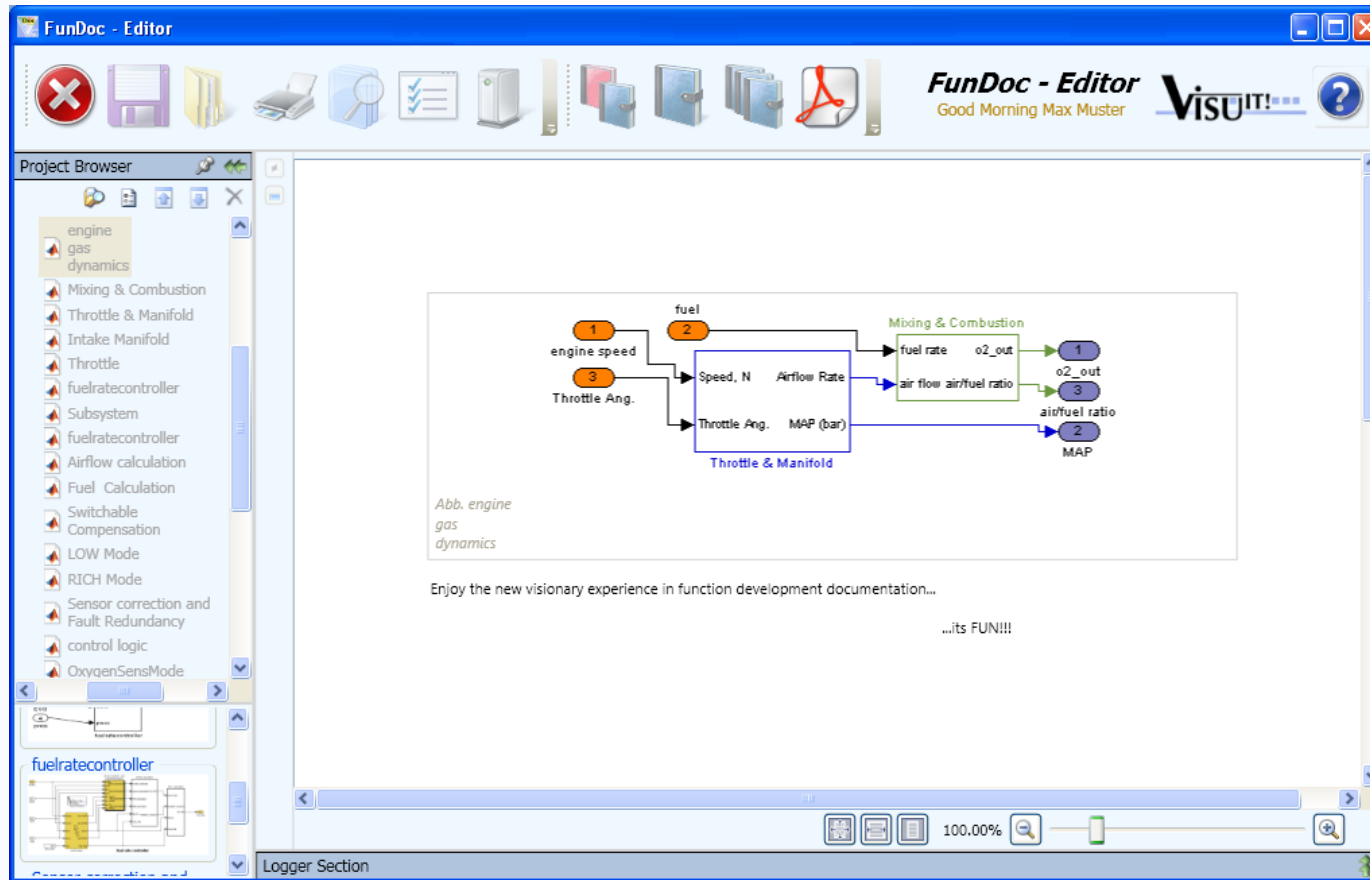 FunDoc - Editor
FunDoc - Editor
Good Morning Max Muster
VISUIT!
Project Browser
engine
gas
dynamics
Mixing & Combustion
Throttle & Manifold
Intake Manifold
Throttle
fuelratecontroller
Subsystem
fuelratecontroller
Airflow calculation
Fuel Calculation
Switchable
Compensation
LOW Mode
RICH Mode
Sensor correction and
Fault Redundancy
control logic
OxygenSensMode
fuelratecontroller
Sensor correction and
fuel
1
2
engine speed
3
Throttle Ang.
Speed, N Airflow Rate
Throttle Ang. MAP (bar)
Throttle & Manifold
Mixing & Combustion
fuel rate o2_out
air flow air/fuel ratio
1
o2_out
3
air/fuel ratio
2
MAP
Abb. engine
gas
dynamics
Enjoy the new visionary experience in function development documentation...
...its FUN!!!
100.00%
Logger Section